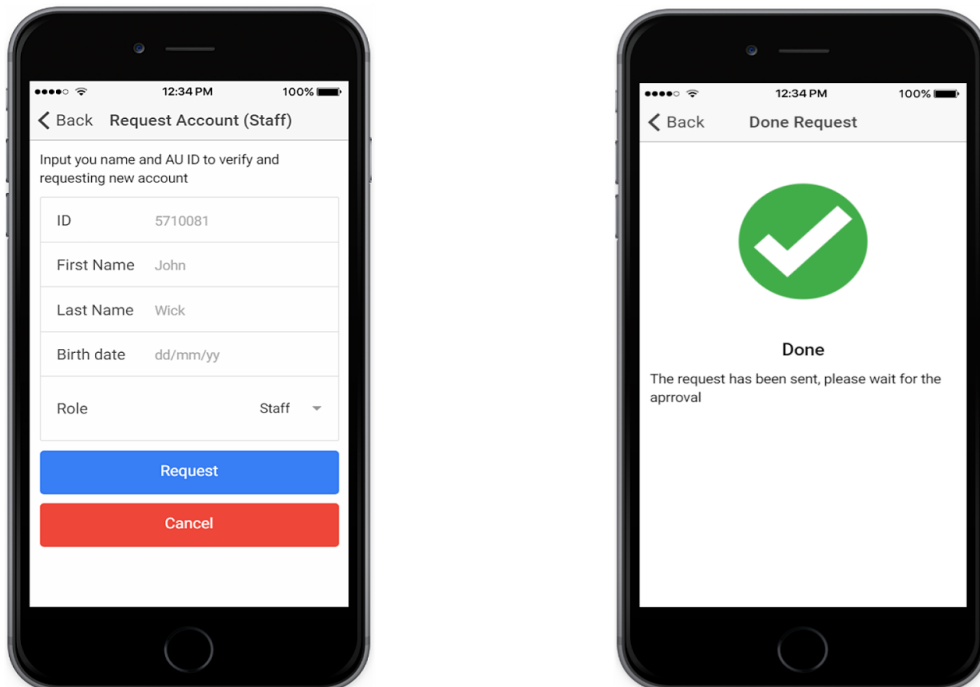 12:34 PM 100%
Back Request Account (Staff)
Input you name and AU ID to verify and
requesting new account
ID 5710081
First Name John
Last Name Wick
Birth date dd/mm/yy
Role Staff
Request
Cancel
12:34 PM 100%
Back Done Request
Done
The request has been sent, please wait for the
aprroval